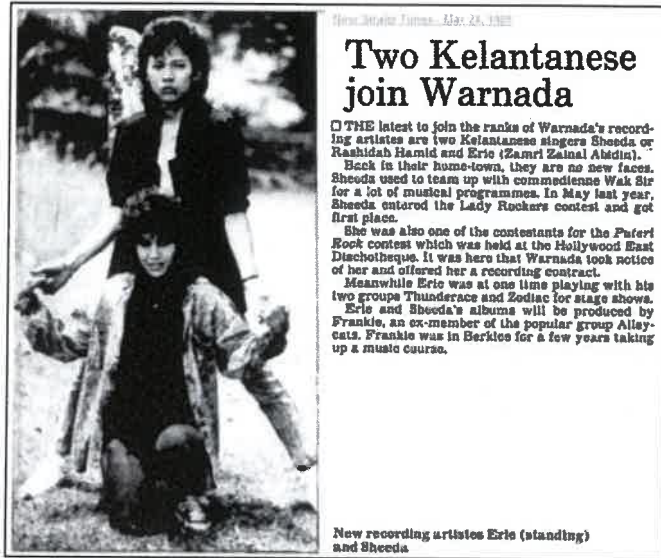 New Straits Times - May 24, 1989
Two Kelantanese
join Warnada
□ THE latest to join the ranks of Warnada's record-
ing artistes are two Kelantanese singers Sheeda or
Rashidah Hamid and Eric (Zamri Zainal Abidin).
Back in their home-town, they are no new faces.
Sheeda used to team up with commedienne Wak Sir
for a lot of musical programmes. In May last year,
Sheeda entered the Lady Rockers contest and got
first place.
She was also one of the contestants for the Puteri
Rock contest which was held at the Hollywood East
Dischotheque. It was here that Warnada took notice
of her and offered her a recording contract.
Meanwhile Eric was at one time playing with his
two groups Thunderace and Zodiac for stage shows.
Eric and Sheeda's albums will be produced by
Frankie, an ex-member of the popular group Alley-
cats. Frankie was in Berklee for a few years taking
up a music course.
New recording artistes Eric (standing)
and Sheeda